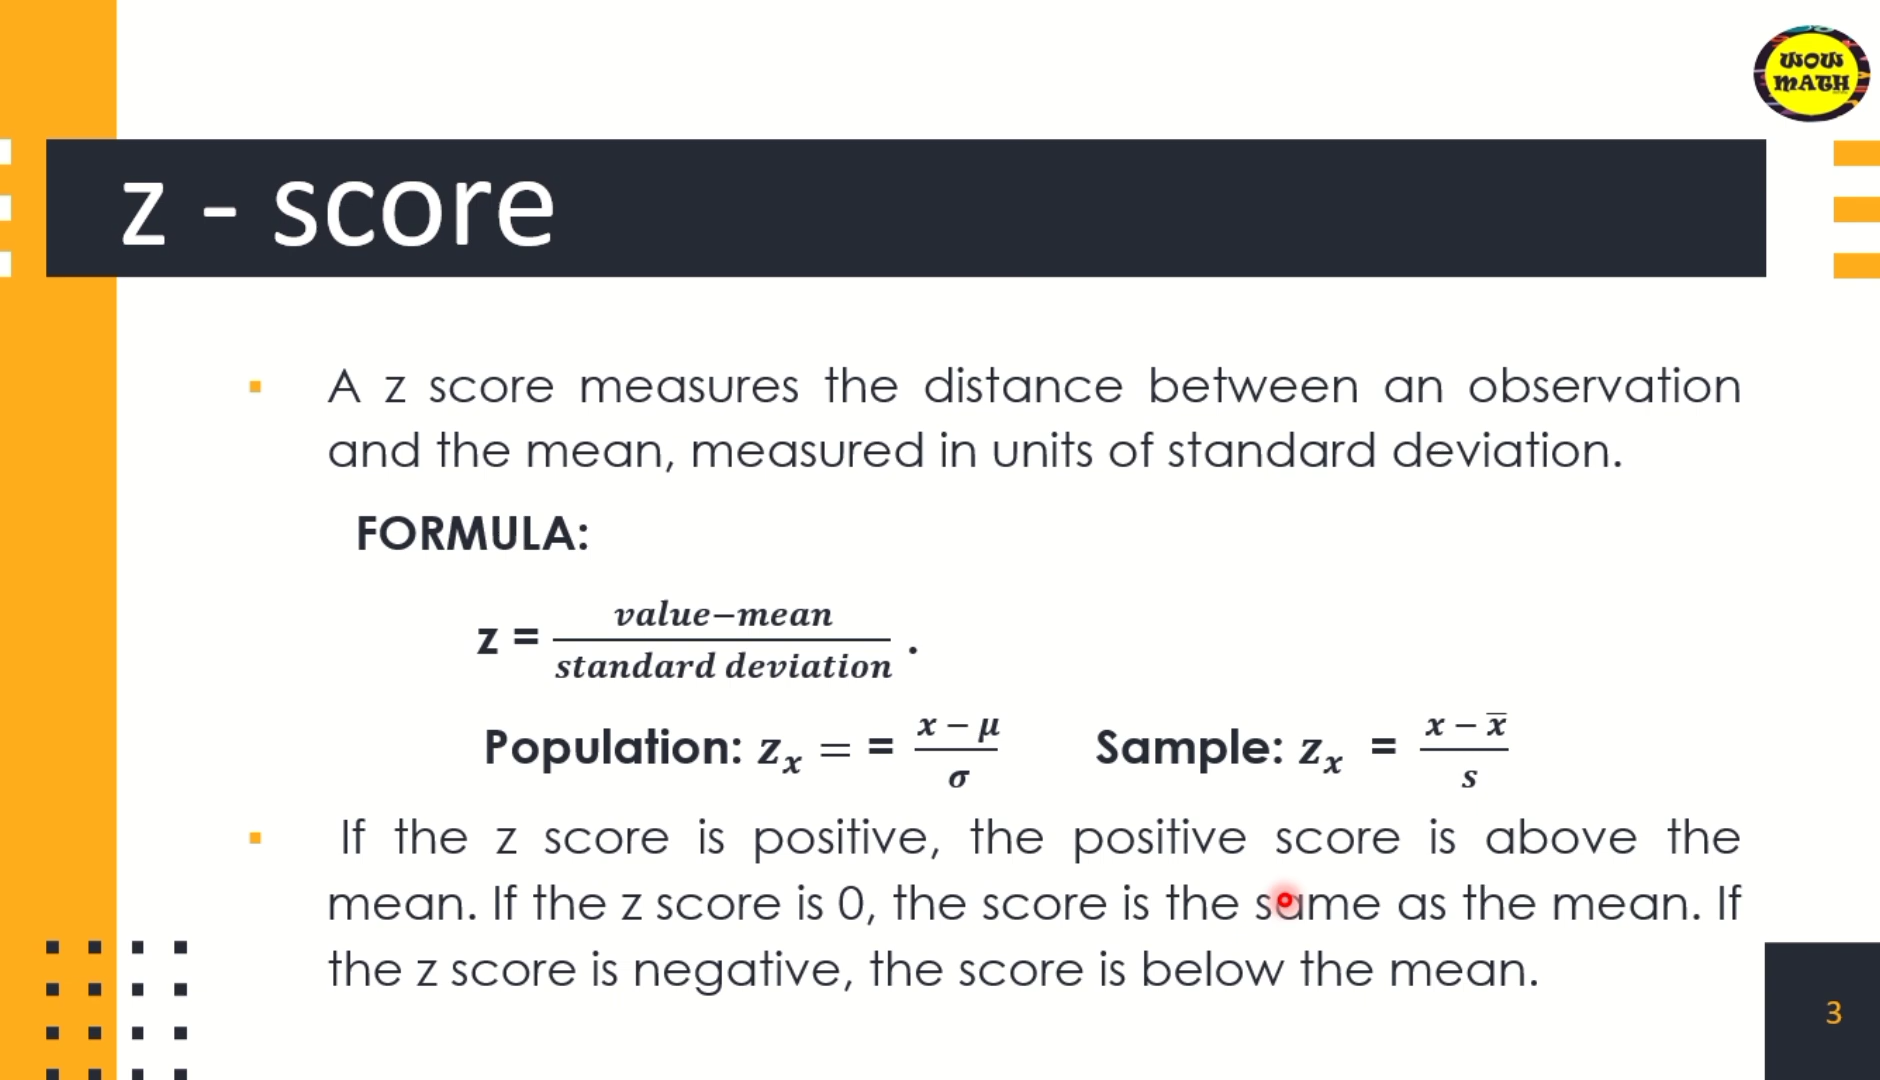 WOW
MATH
z - score
▪ A z score measures the distance between an observation
and the mean, measured in units of standard deviation.
FORMULA:
z = value−mean / standard deviation .
Population: zₓ = = x − μ / σ Sample: zₓ = x − x̅ / s
▪ If the z score is positive, the positive score is above the
mean. If the z score is 0, the score is the same as the mean. If
the z score is negative, the score is below the mean.
3